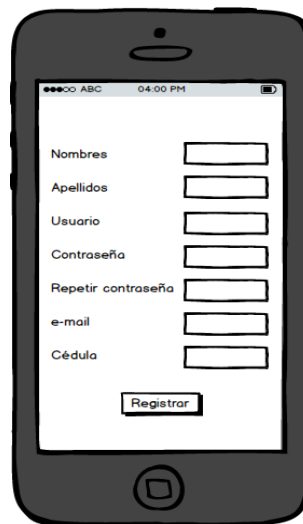 ABC 04:00 PM
Nombres
Apellidos
Usuario
Contraseña
Repetir contraseña
e-mail
Cédula
Registrar